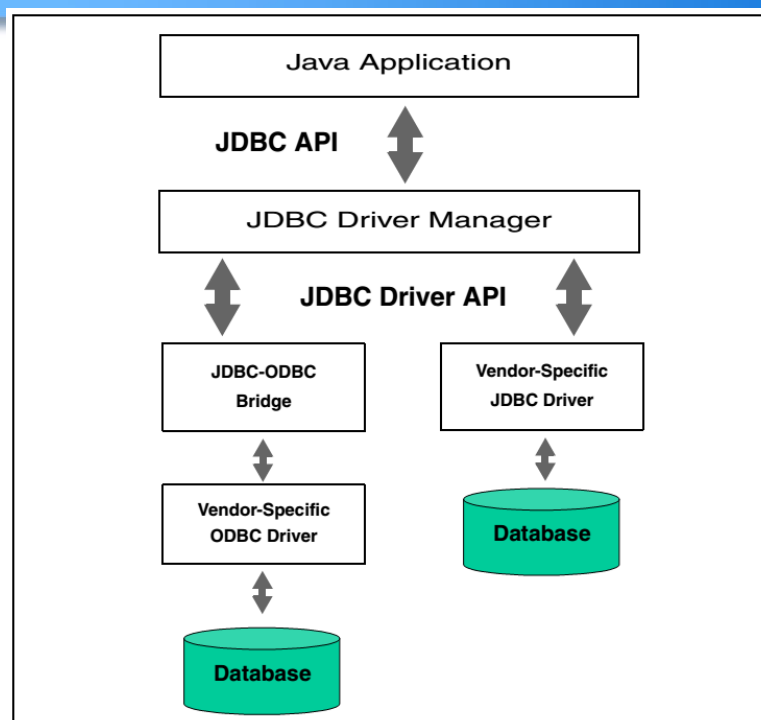 Java Application
JDBC API
JDBC Driver Manager
JDBC Driver API
JDBC-ODBC
Bridge
Vendor-Specific
JDBC Driver
Vendor-Specific
ODBC Driver
Database
Database